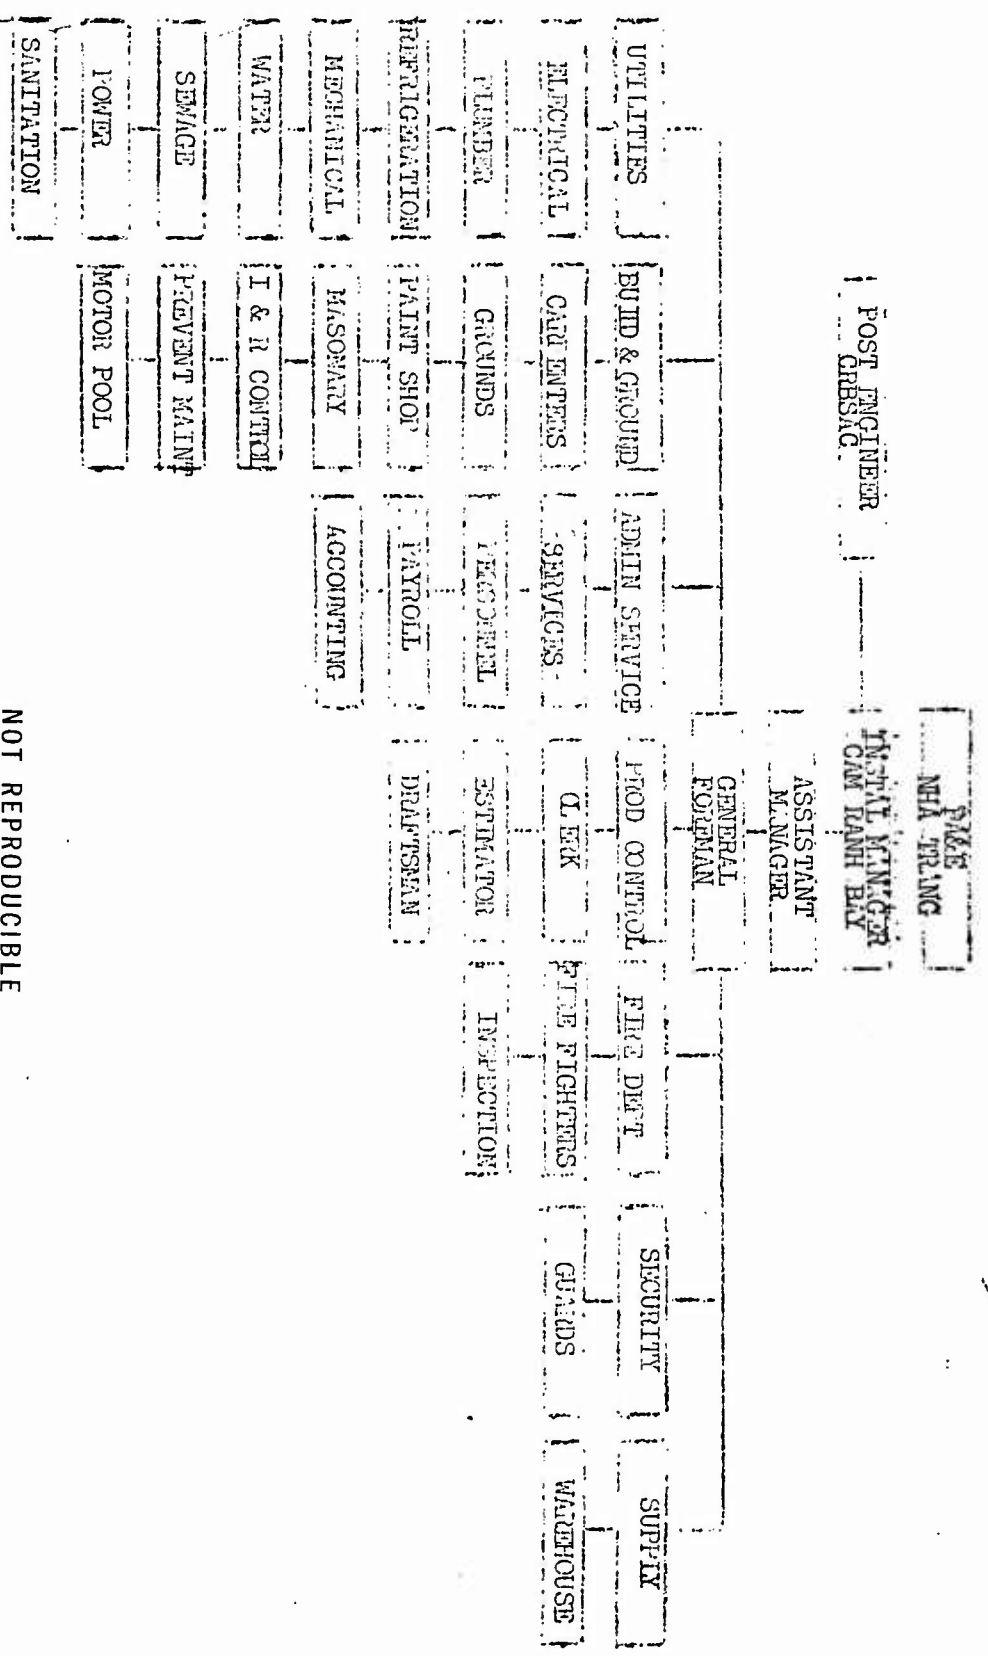 PA&E
NHA TRANG
POST ENGINEER
CRBSAC
INSTAL MANAGER
CAM RANH BAY
ASSISTANT
MANAGER
GENERAL
FOREMAN
UTILITIES
ELECTRICAL
PLUMBER
REFRIGERATION
MECHANICAL
WATER
SEWAGE
POWER
SANITATION
BUILD & GROUND
GROUNDS
PAINT SHOP
MASONARY
I & R CONTROL
PREVENT MAINT
MOTOR POOL
ADMIN SERVICE
SERVICES
PAYROLL
ACCOUNTING
PROD CONTROL
CLERK
ESTIMATOR
DRAFTSMAN
FIRE DEPT
FIRE FIGHTERS
INSPECTION
SECURITY
GUARDS
SUPPLY
WAREHOUSE
NOT REPRODUCIBLE